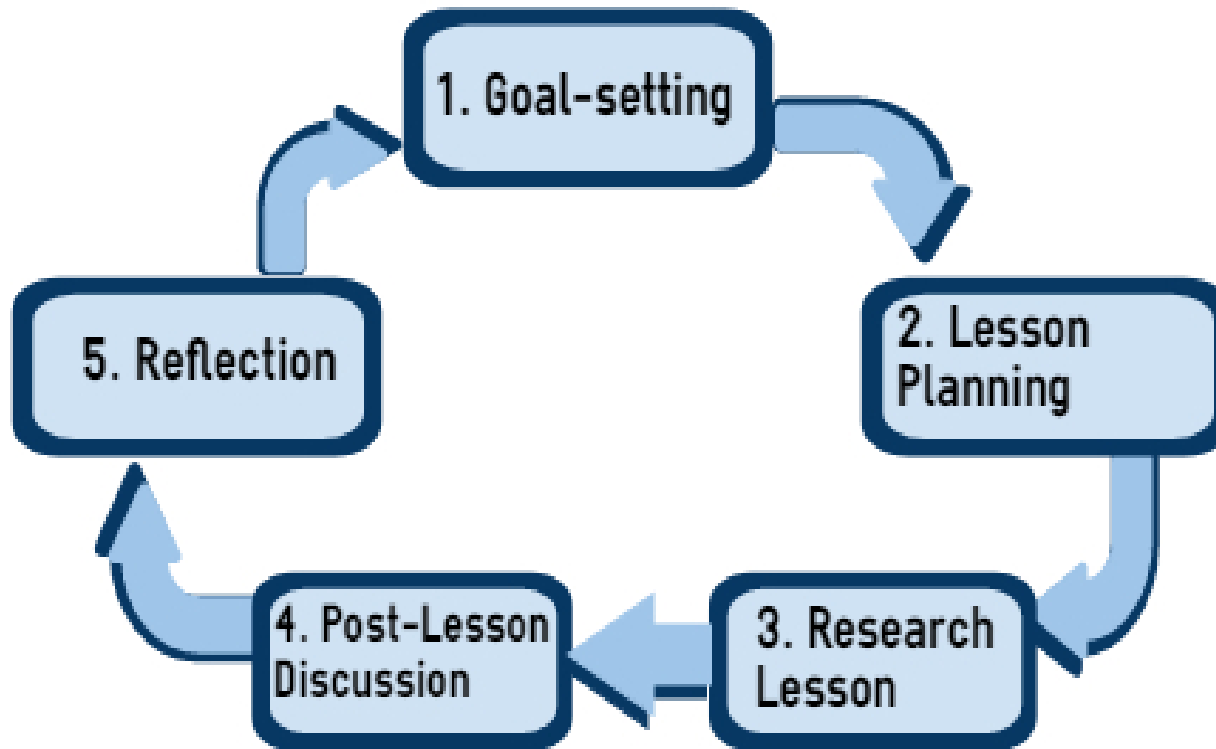 1. Goal-setting
2. Lesson
Planning
3. Research
Lesson
4. Post-Lesson
Discussion
5. Reflection